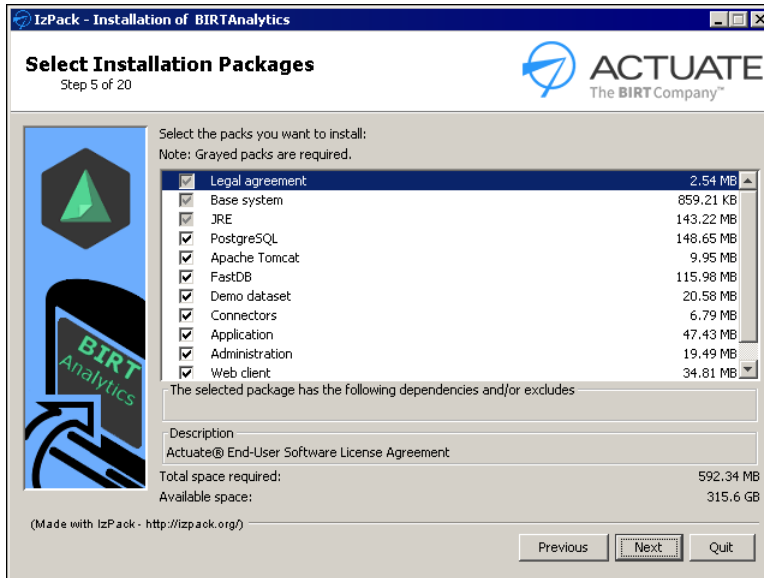 IzPack - Installation of BIRTAnalytics
Select Installation Packages
Step 5 of 20
ACTUATE
The BIRT Company™
Select the packs you want to install:
Note: Grayed packs are required.
Legal agreement 2.54 MB
Base system 859.21 KB
JRE 143.22 MB
PostgreSQL 148.65 MB
Apache Tomcat 9.95 MB
FastDB 115.98 MB
Demo dataset 20.58 MB
Connectors 6.79 MB
Application 47.43 MB
Administration 19.49 MB
Web client 34.81 MB
BIRT
Analytics
The selected package has the following dependencies and/or excludes
Description
Actuate® End-User Software License Agreement
Total space required: 592.34 MB
Available space: 315.6 GB
(Made with IzPack - http://izpack.org/)
Previous Next Quit